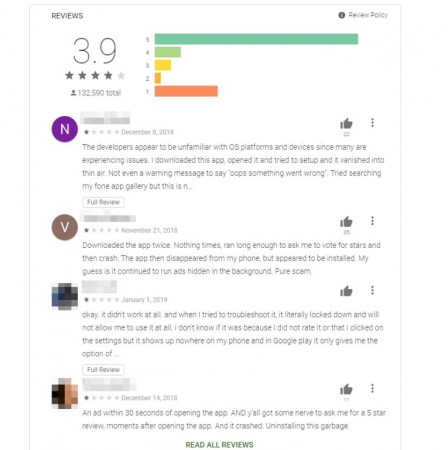 REVIEWS
Review Policy
3.9
132,590 total
5
4
3
2
1
N
December 8, 2018
23
The developers appear to be unfamiliar with OS platforms and devices since many are
experiencing issues. I downloaded this app, opened it and tried to setup and it vanished into
thin air. Not even a warning message to say "oops something went wrong". Tried searching
my fone app gallery but this is n...
Full Review
V
November 21, 2018
35
Downloaded the app twice. Nothing times, ran long enough to ask me to vote for stars and
then crash. The app then disappeared from my phone, but appeared to be installed. My
guess is it continued to run ads hidden in the background. Pure scam.
January 1, 2019
okay. it didn't work at all. and when I tried to troubleshoot it, it literally locked down and will
not allow me to use it at all. I don't know if it was because I did not rate it or that I clicked on
the settings but it shows up nowhere on my phone and in Google play it only gives me the
option of ...
Full Review
December 14, 2018
11
An ad within 30 seconds of opening the app. AND y'all got some nerve to ask me for a 5 star
review, moments after opening the app. And it crashed. Uninstalling this garbage.
READ ALL REVIEWS